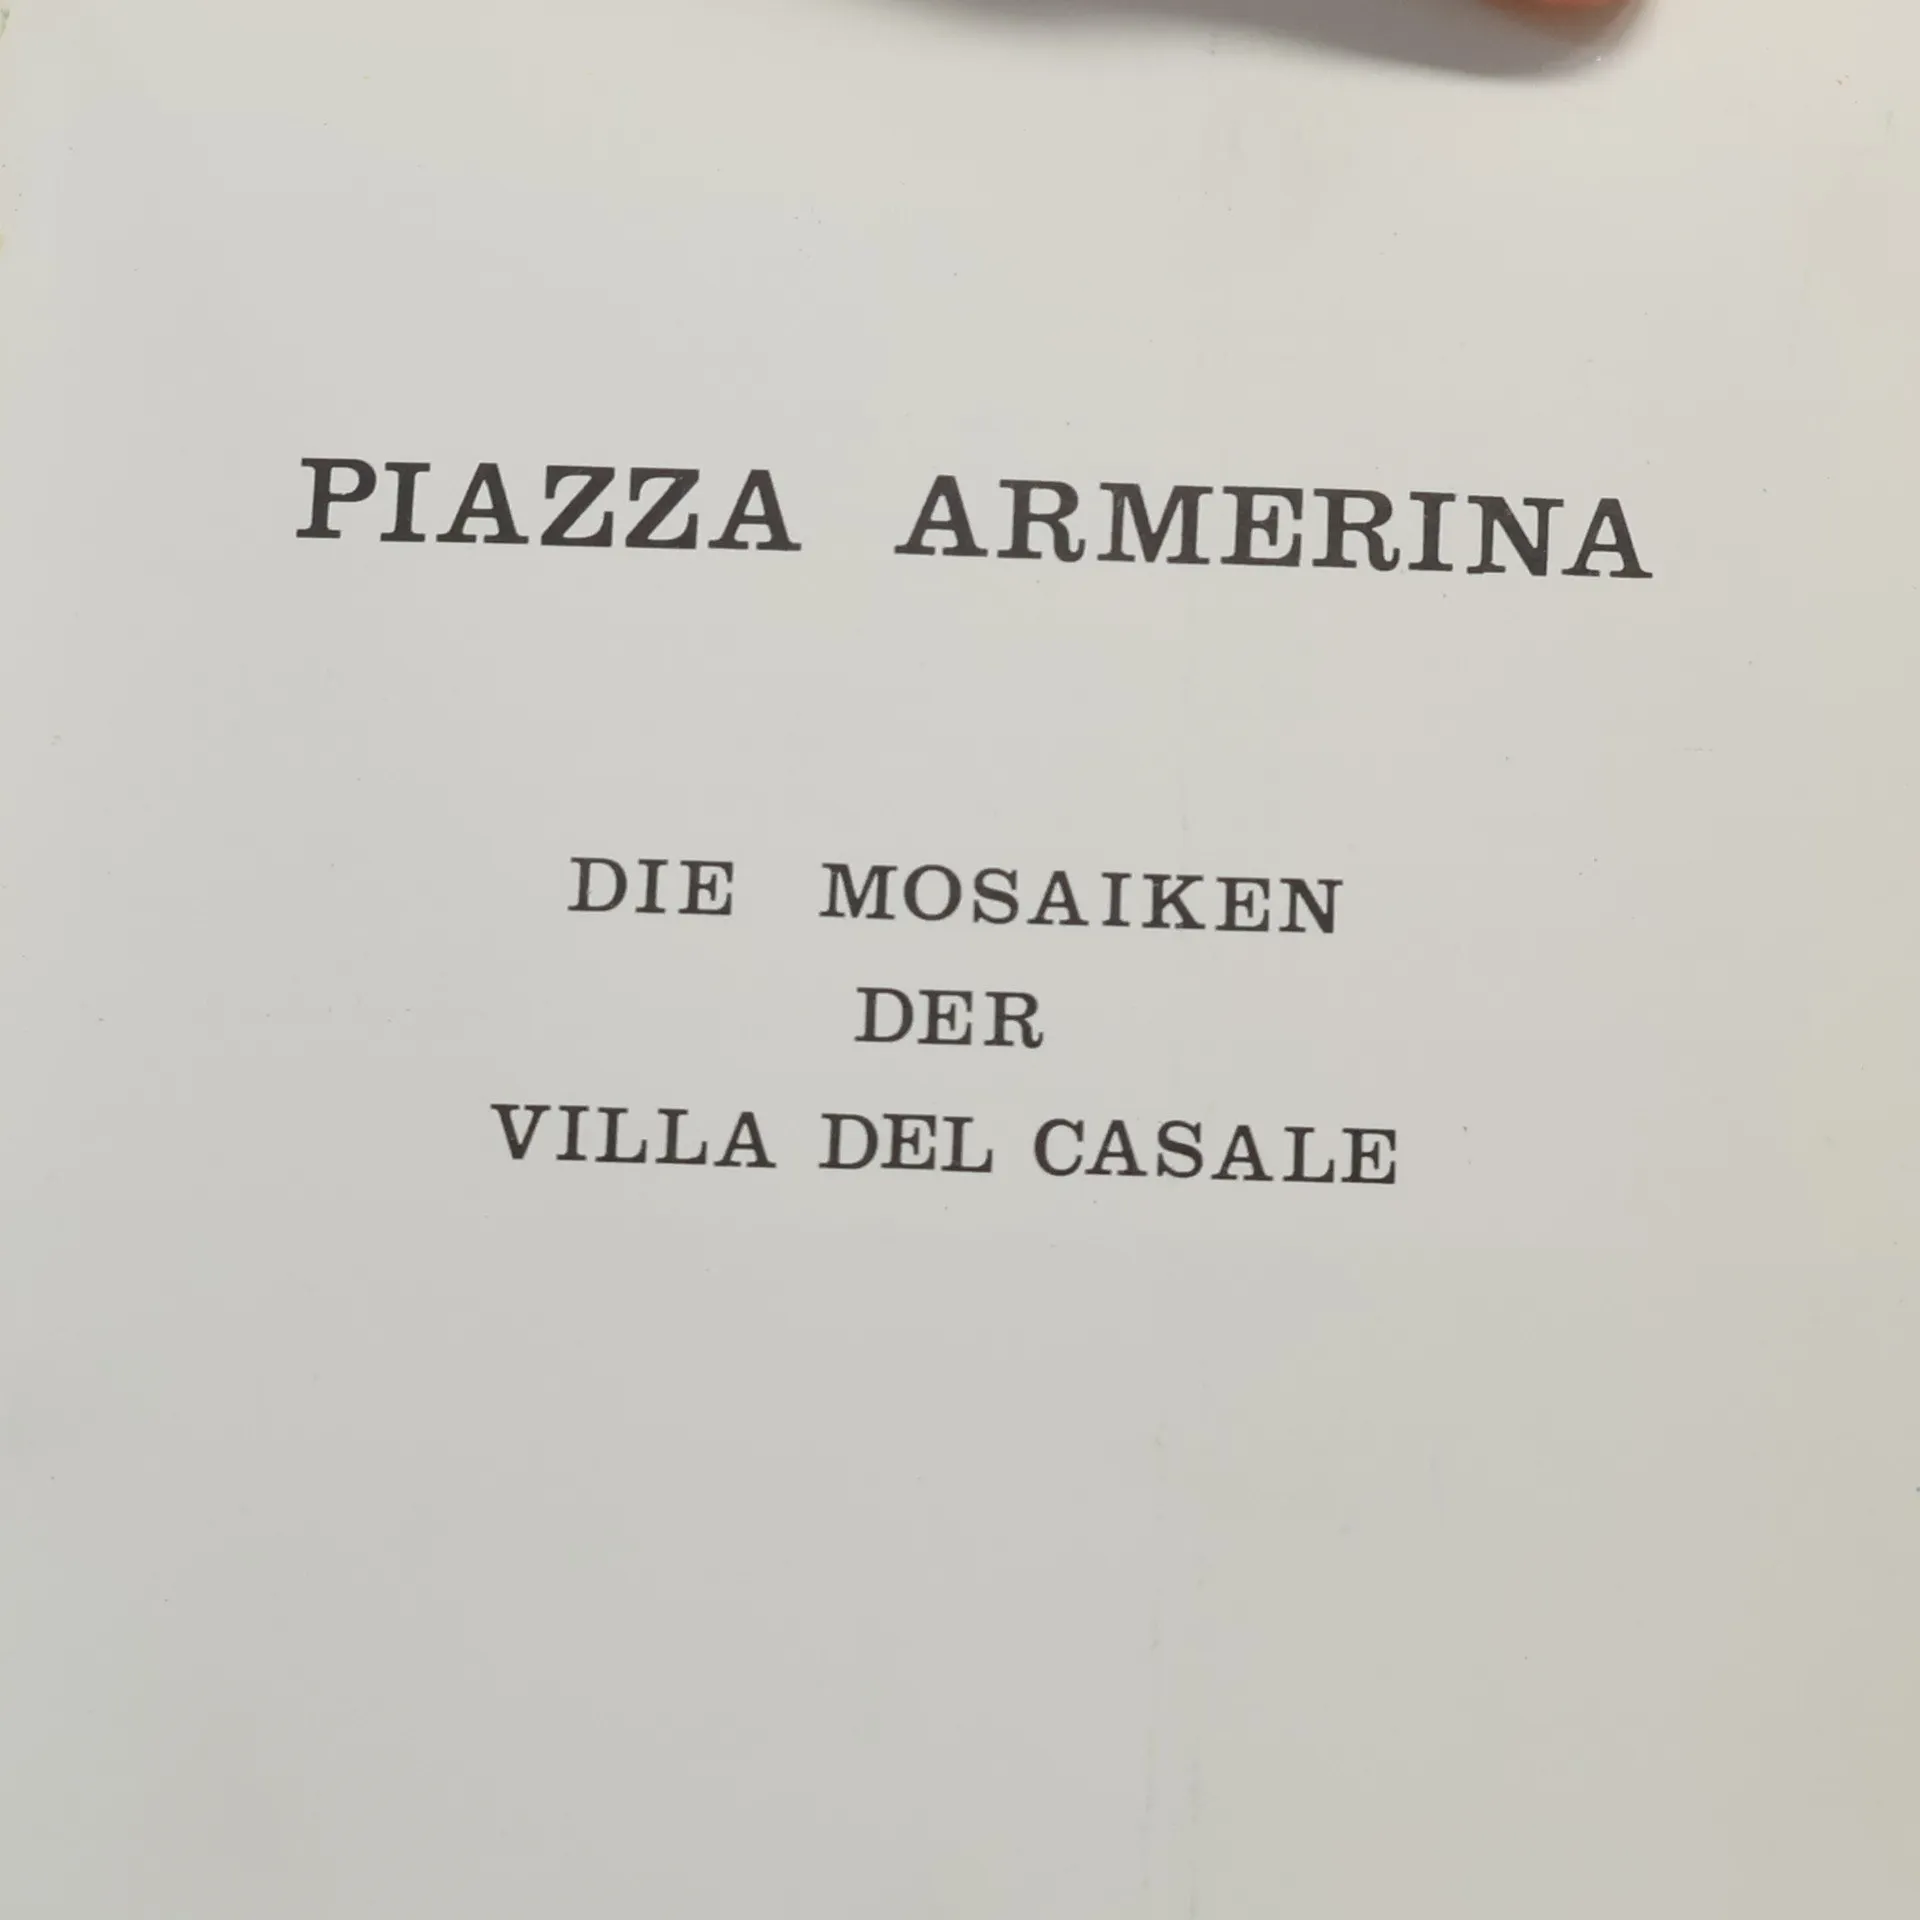 PIAZZA ARMERINA
DIE MOSAIKEN
DER
VILLA DEL CASALE